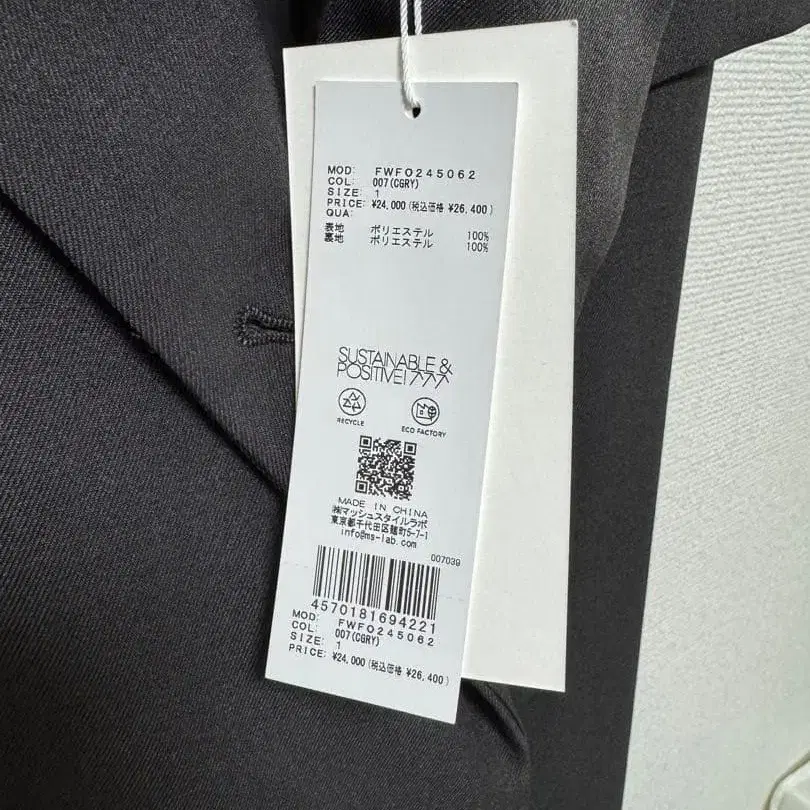 MOD: FWFO245062
COL: 007(CGRY)
SIZE: 1
PRICE: ¥24,000(税込価格 ¥26,400)
QUA:
表地 ポリエステル 100%
裏地 ポリエステル 100%
SUSTAINABLE &
POSITIVE!
RECYCLE
ECO FACTORY
MADE IN CHINA
㈱マッシュスタイルラボ
東京都千代田区麹町5-7-1
info@ms-lab.com
007039
4570181694221
MOD: FWFO245062
COL: 007(CGRY)
SIZE: 1
PRICE: ¥24,000(税込価格 ¥26,400)